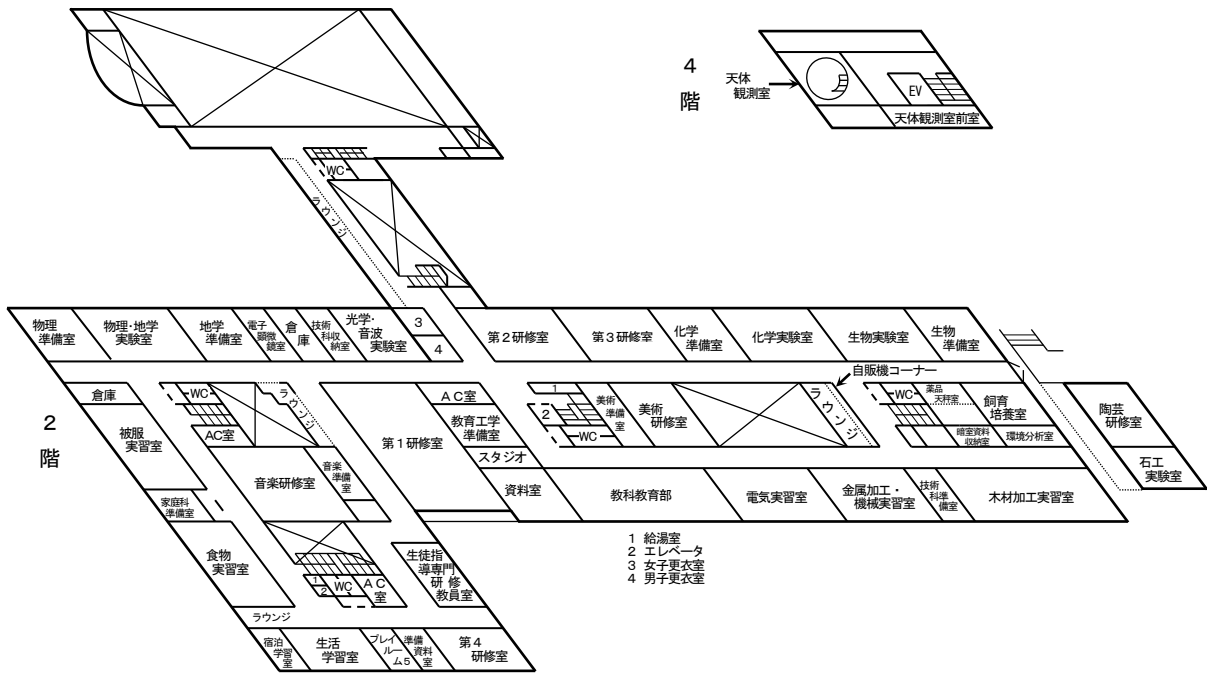 4
階
天体
観測室
EV
天体観測室前室
WC
ラウンジ
2
階
物理
準備室
物理・地学
実験室
地学
準備室
電子
顕微
鏡室
倉
庫
技術
科収
納室
光学・
音波
実験室
3
4
第2研修室
第3研修室
化学
準備室
化学実験室
生物実験室
生物
準備室
自販機コーナー
倉庫
WC
AC室
ラウンジ
被服
実習室
第1研修室
AC室
教育工学
準備室
スタジオ
資料室
1
2
WC
美術
準備
室
美術
研修室
ラウンジ
WC
薬品
天秤室
飼育
培養室
暗室資料
収納室
環境分析室
陶芸
研修室
石工
実験室
音楽研修室
音楽
準備
室
家庭科
準備室
教科教育部
電気実習室
金属加工・
機械実習室
技術
科準
備室
木材加工実習室
食物
実習室
1
2
WC
AC
室
生徒指
導専門
研修
教員室
ラウンジ
宿泊
学習
室
生活
学習室
プレイ
ルー
ム5
準備
資料
室
第4
研修室
1 給湯室
2 エレベータ
3 女子更衣室
4 男子更衣室